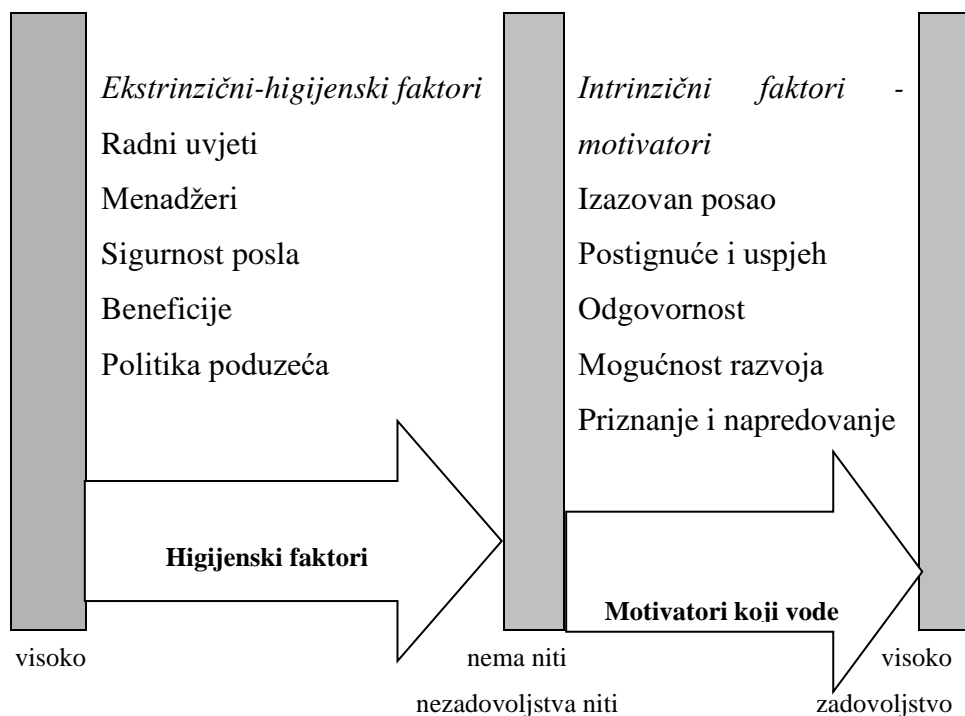 Ekstrinzični-higijenski faktori
Radni uvjeti
Menadžeri
Sigurnost posla
Beneficije
Politika poduzeća
Intrinzični faktori -
motivatori
Izazovan posao
Postignuće i uspjeh
Odgovornost
Mogućnost razvoja
Priznanje i napredovanje
Higijenski faktori
Motivatori koji vode
visoko
nema niti
nezadovoljstva niti
visoko
zadovoljstvo